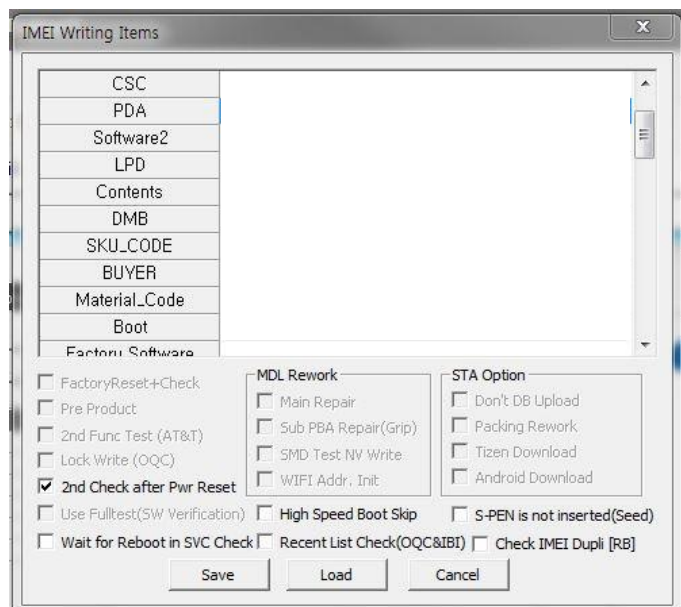 IMEI Writing Items
CSC
PDA
Software2
LPD
Contents
DMB
SKU_CODE
BUYER
Material_Code
Boot
Factory Software
FactoryReset+Check
Pre Product
2nd Func Test (AT&T)
Lock Write (OQC)
2nd Check after Pwr Reset
MDL Rework
Main Repair
Sub PBA Repair(Grip)
SMD Test NV Write
WIFI Addr. Init
STA Option
Don't DB Upload
Packing Rework
Tizen Download
Android Download
Use Fulltest(SW Verification)
High Speed Boot Skip
S-PEN is not inserted(Seed)
Wait for Reboot in SVC Check
Recent List Check(OQC&IBI)
Check IMEI Dupli [RB]
Save
Load
Cancel